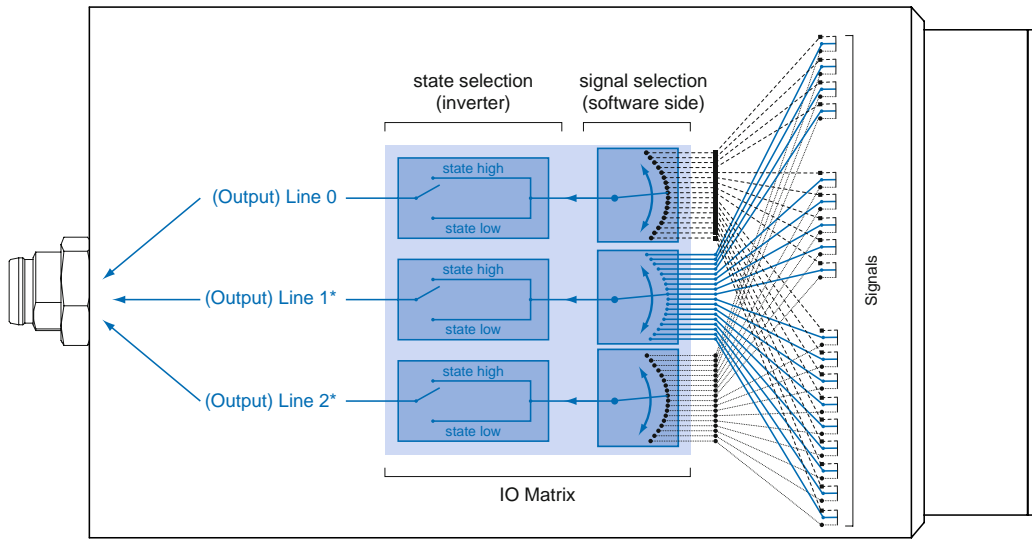 state selection
(inverter)
signal selection
(software side)
(Output) Line 0
state high
state low
(Output) Line 1*
state high
state low
(Output) Line 2*
state high
state low
IO Matrix
Signals